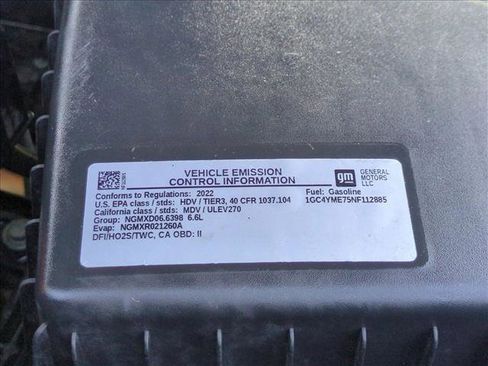 VEHICLE EMISSION
CONTROL INFORMATION
gm
GENERAL
MOTORS
LLC
Conforms to Regulations: 2022
Fuel: Gasoline
U.S. EPA class / stds: HDV / TIER3, 40 CFR 1037.104
1GC4YME75NF112885
California class / stds: MDV / ULEV270
Group: NGMXD06.6398 6.6L
Evap: NGMXR021260A
DFI/HO2S/TWC, CA OBD: II